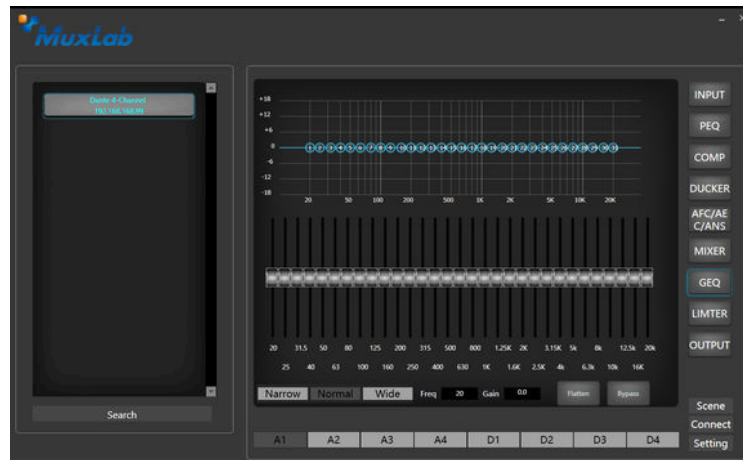 MuxLab
Dante 4-Channel
INPUT
PEQ
COMP
DUCKER
AFC/AE
C/ANS
MIXER
GEQ
LIMTER
OUTPUT
+18
+12
+6
0
-6
-12
-18
20 50 100 200 500 1K 2K 5K 10K 20K
20 31.5 50 80 125 200 315 500 800 1.25K 2K 3.15K 5k 8k 12.5k 20k
25 40 63 100 160 250 400 630 1K 1.6K 2.5K 4k 6.3k 10k 16K
Narrow Normal Wide Freq 20 Gain 0.0 Flatten Bypass
Search
A1 A2 A3 A4 D1 D2 D3 D4
Scene
Connect
Setting